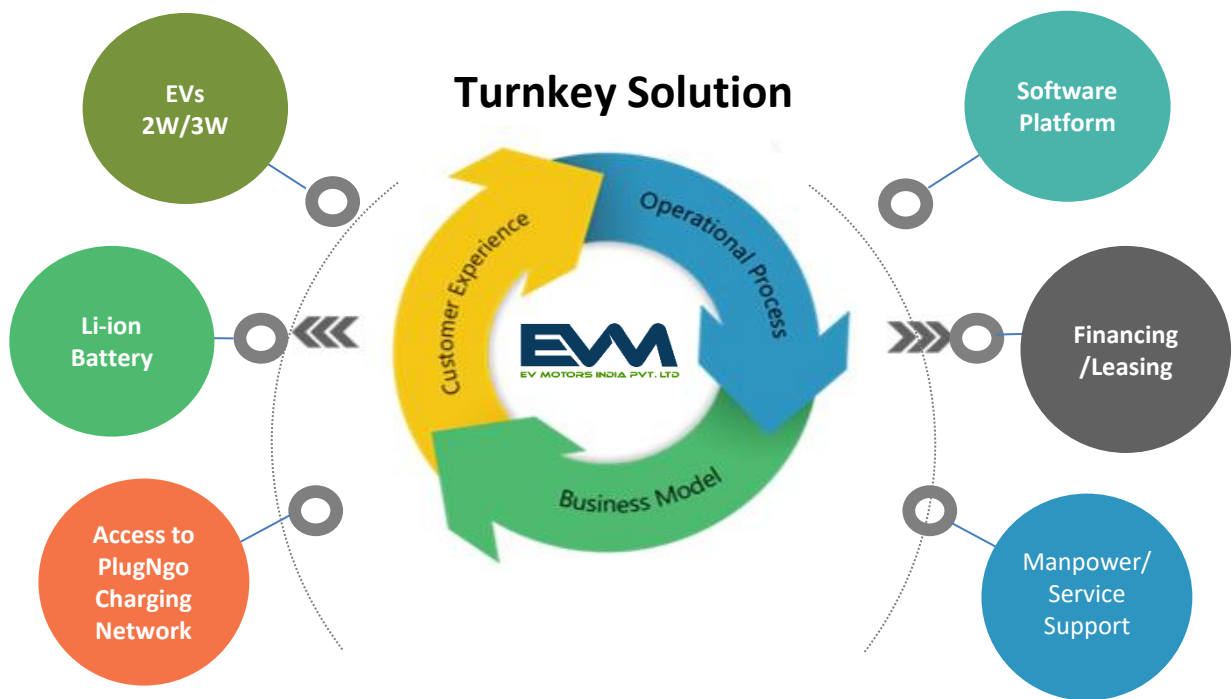 Turnkey Solution
EVs
2W/3W
Li-ion
Battery
Access to
PlugNgo
Charging
Network
Customer Experience
Operational Process
Business Model
EVM
EV MOTORS INDIA PVT. LTD
Software
Platform
Financing
/Leasing
Manpower/
Service
Support